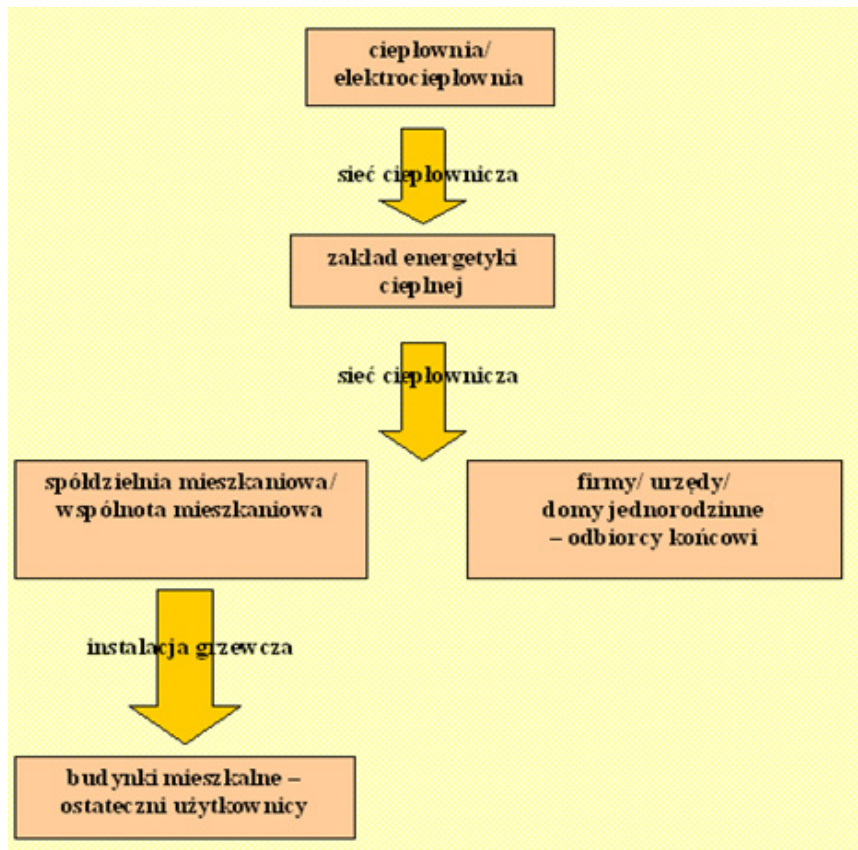 ciepłownia/
elektrociepłownia
sieć ciepłownicza
zakład energetyki
cieplnej
sieć ciepłownicza
spółdzielnia mieszkaniowa/
wspólnota mieszkaniowa
firmy/ urzędy/
domy jednorodzinne
– odbiorcy końcowi
instalacja grzewcza
budynki mieszkalne –
ostateczni użytkownicy